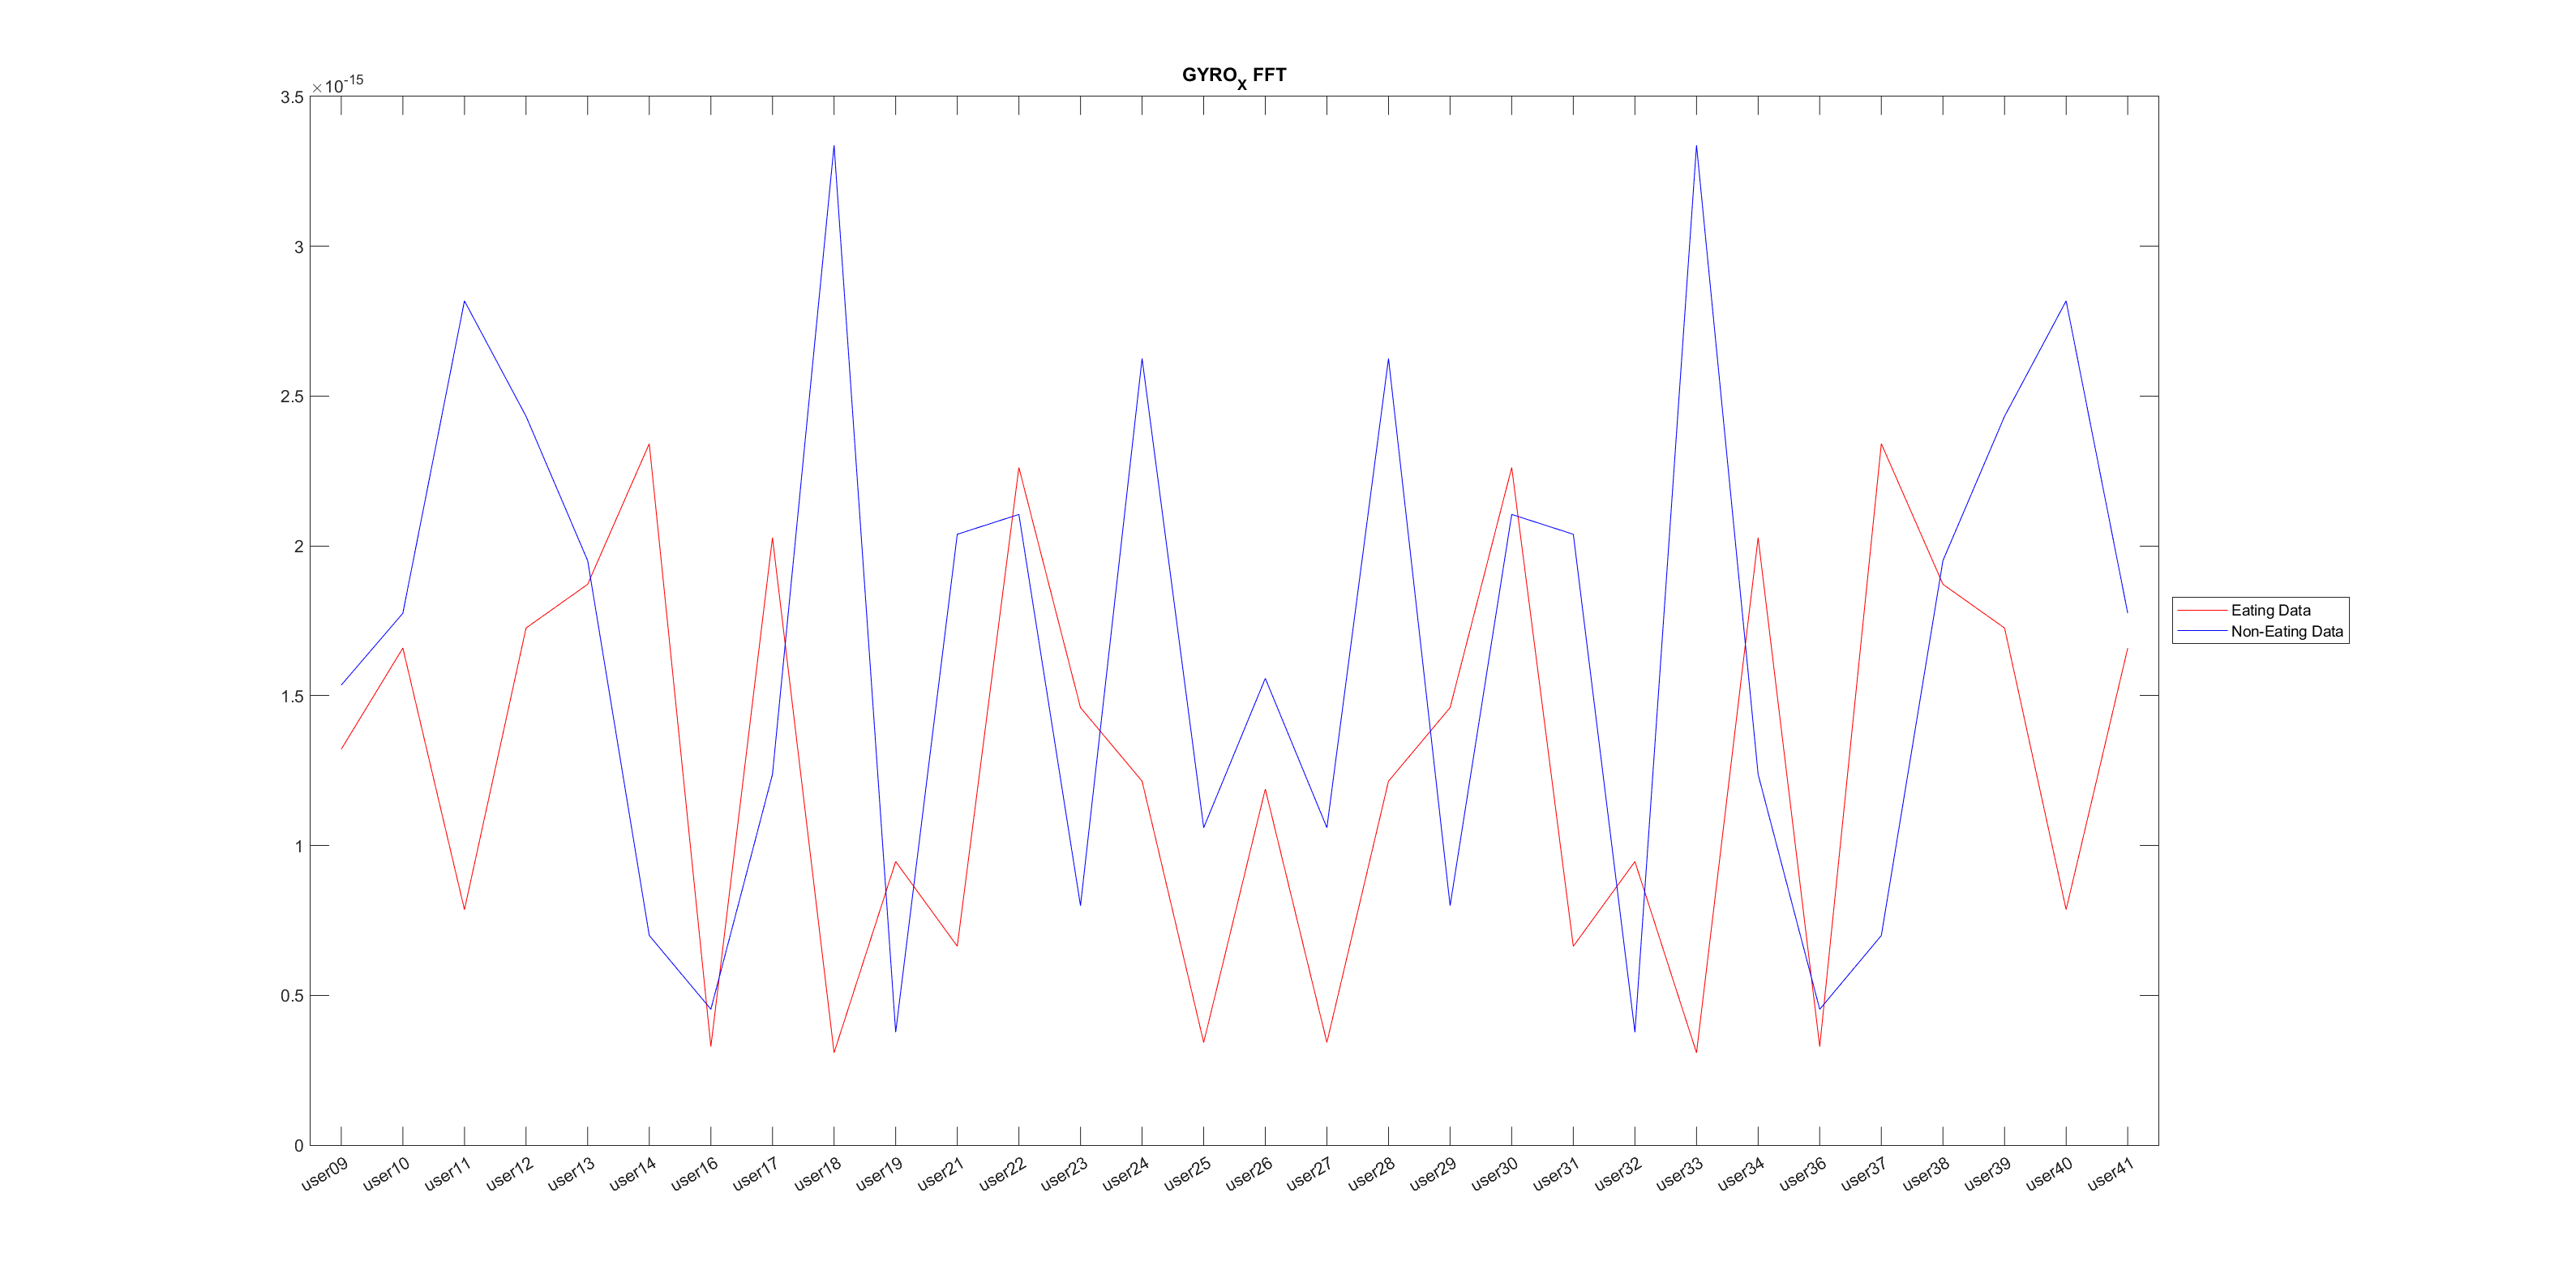 GYROX FFT
×10-15
3.5
3
2.5
2
1.5
1
0.5
0
user09 user10 user11 user12 user13 user14 user16 user17 user18 user19 user21 user22 user23 user24 user25 user26 user27 user28 user29 user30 user31 user32 user33 user34 user36 user37 user38 user39 user40 user41
Eating Data
Non-Eating Data